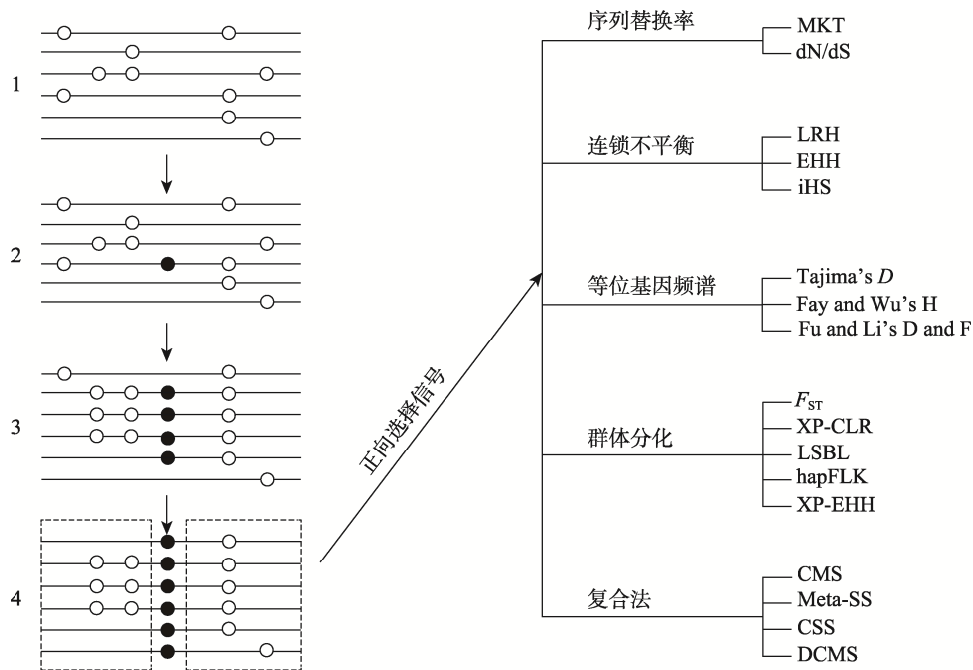 1
2
3
4
正向选择信号
序列替换率
MKT
dN/dS
连锁不平衡
LRH
EHH
iHS
等位基因频谱
Tajima's D
Fay and Wu's H
Fu and Li's D and F
群体分化
FST
XP-CLR
LSBL
hapFLK
XP-EHH
复合法
CMS
Meta-SS
CSS
DCMS